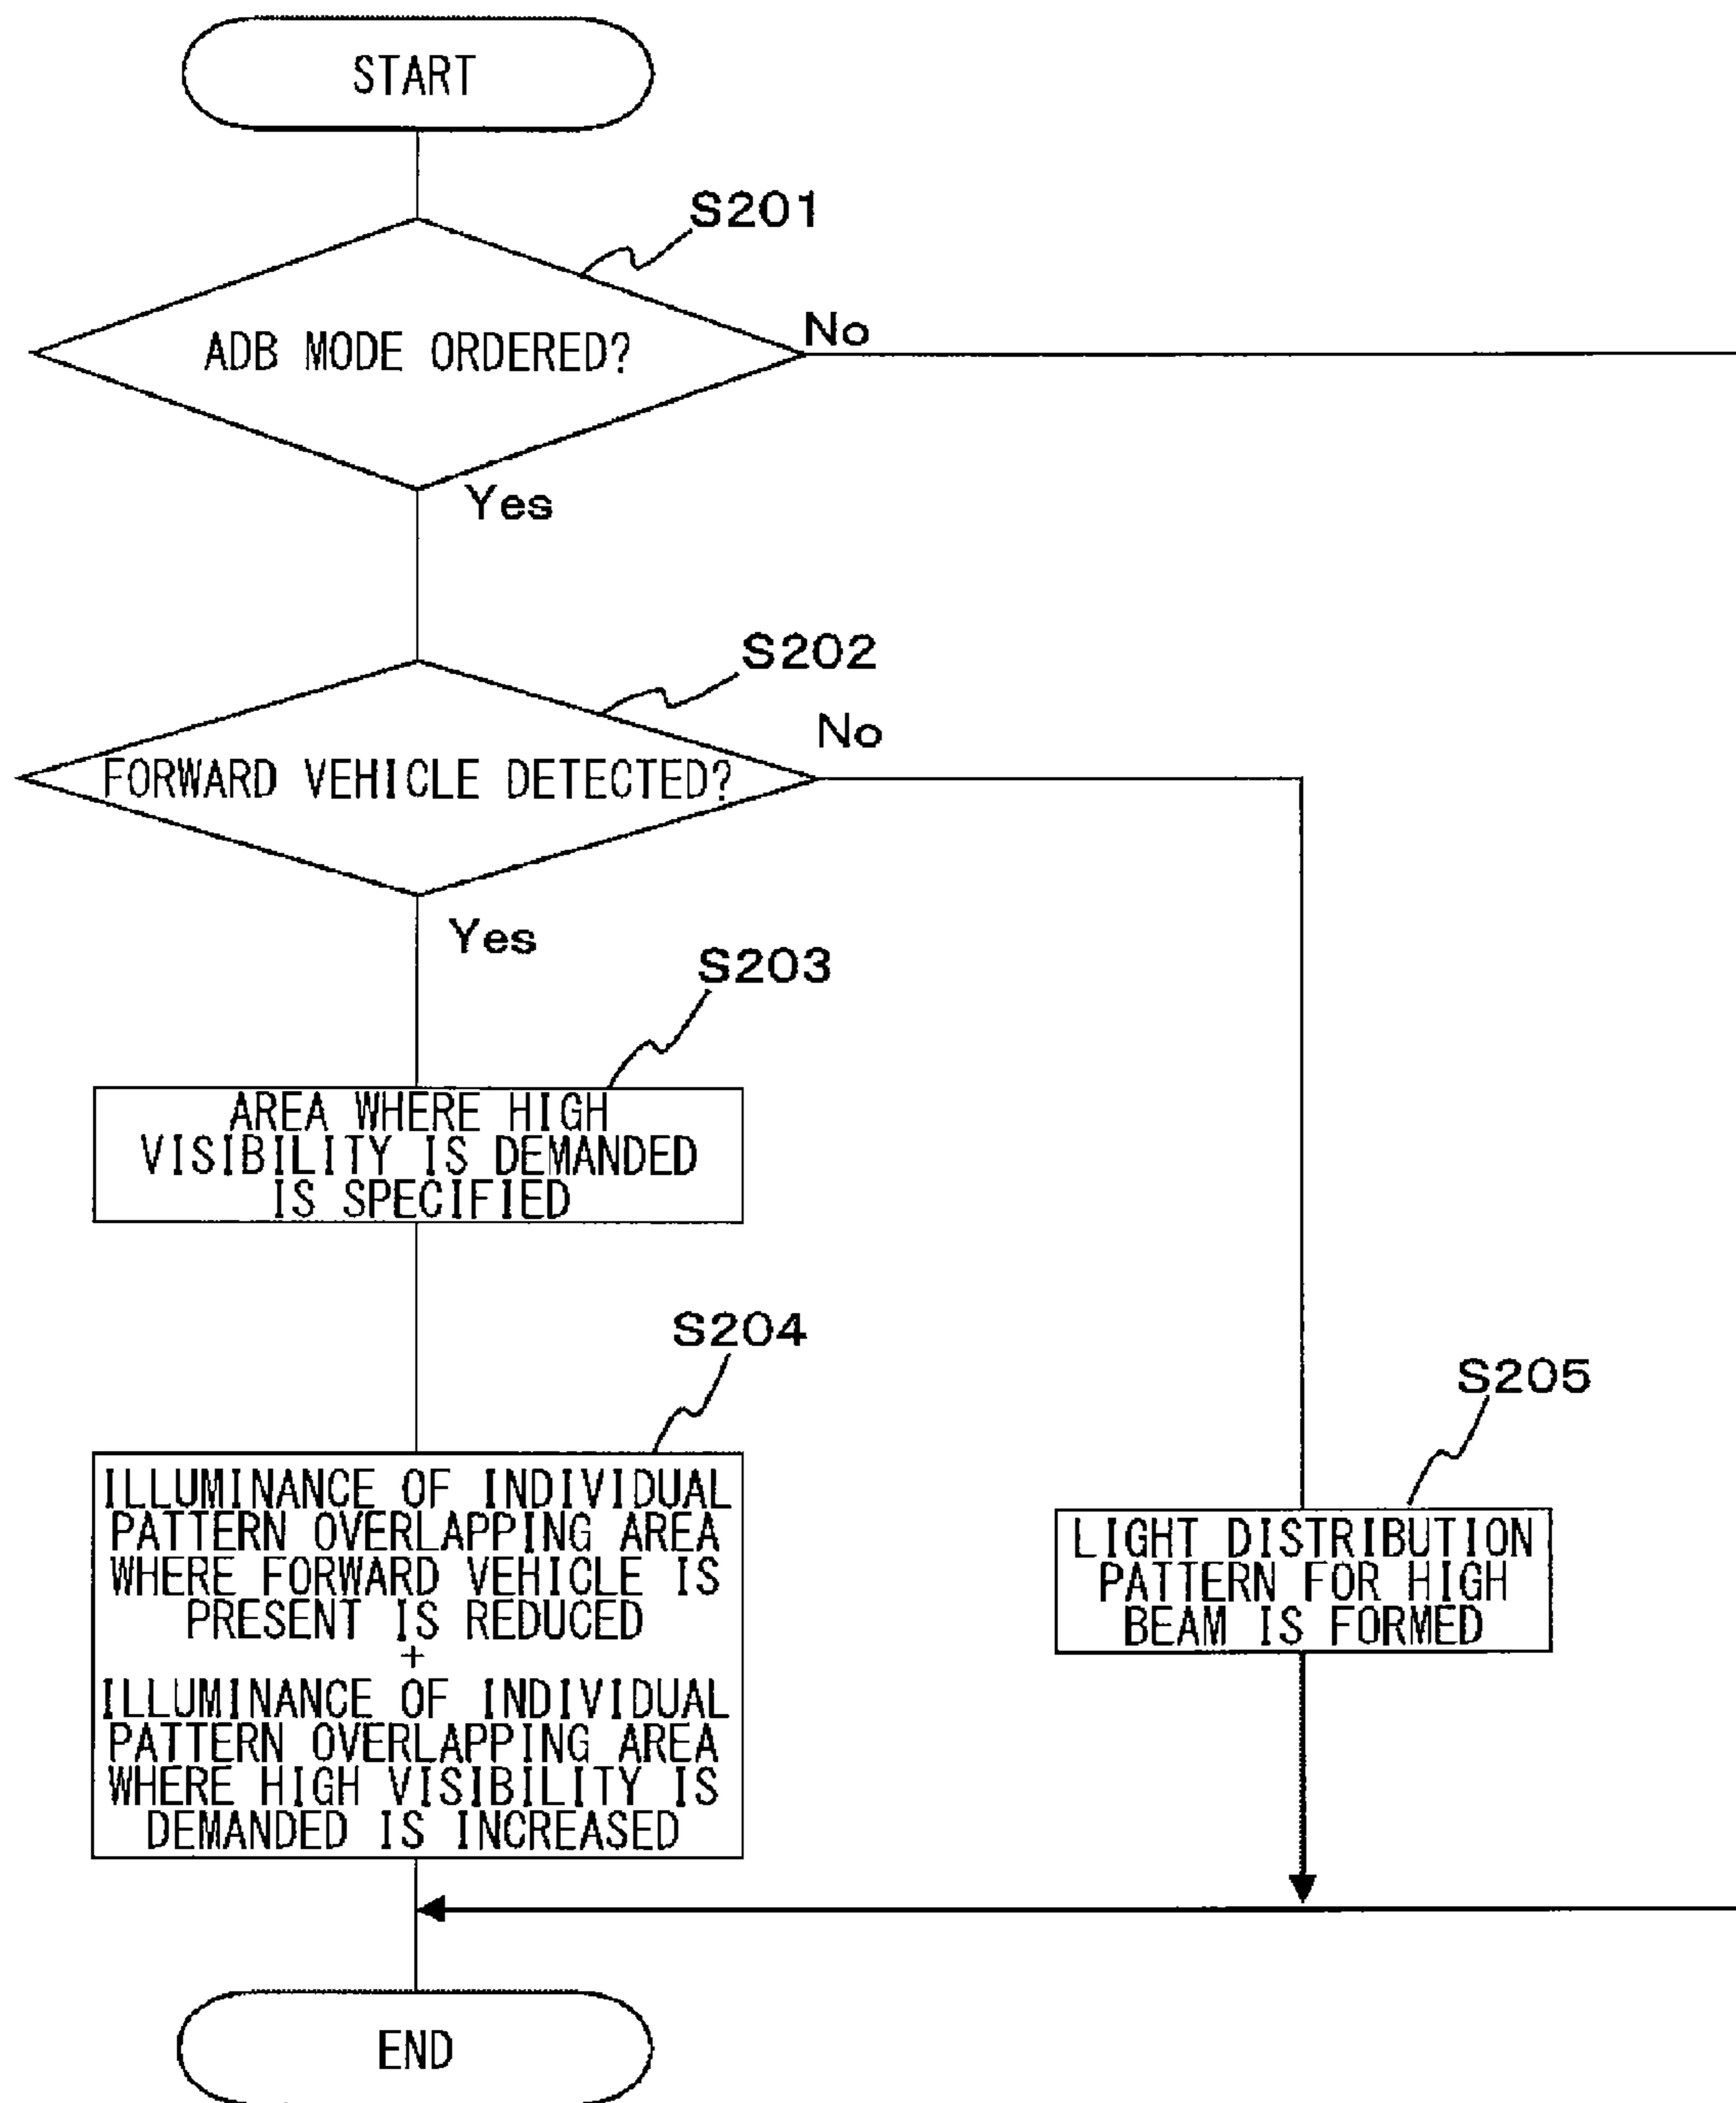 START
S201
ADB MODE ORDERED?
No
Yes
S202
No
FORWARD VEHICLE DETECTED?
Yes
S203
AREA WHERE HIGH
VISIBILITY IS DEMANDED
IS SPECIFIED
S204
ILLUMINANCE OF INDIVIDUAL
PATTERN OVERLAPPING AREA
WHERE FORWARD VEHICLE IS
PRESENT IS REDUCED
+
ILLUMINANCE OF INDIVIDUAL
PATTERN OVERLAPPING AREA
WHERE HIGH VISIBILITY IS
DEMANDED IS INCREASED
S205
LIGHT DISTRIBUTION
PATTERN FOR HIGH
BEAM IS FORMED
END